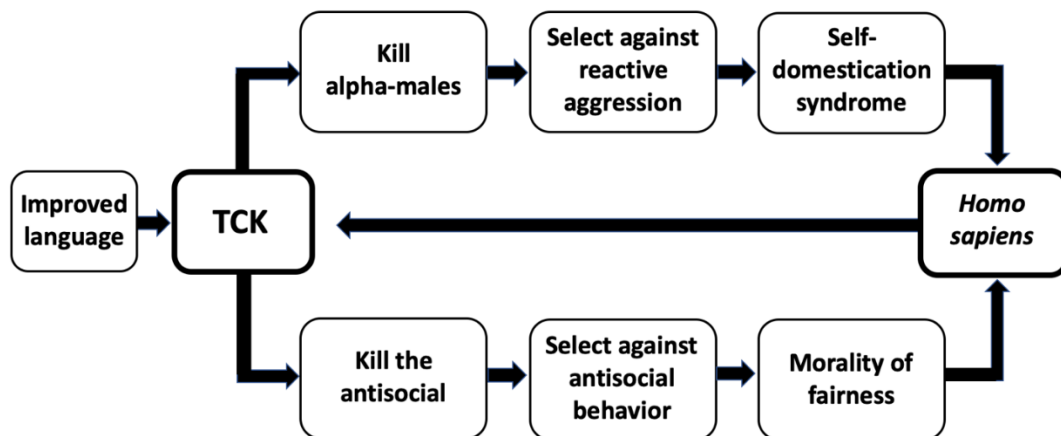 Kill
alpha-males
Select against
reactive
aggression
Self-
domestication
syndrome
Improved
language
TCK
Homo
sapiens
Kill the
antisocial
Select against
antisocial
behavior
Morality of
fairness